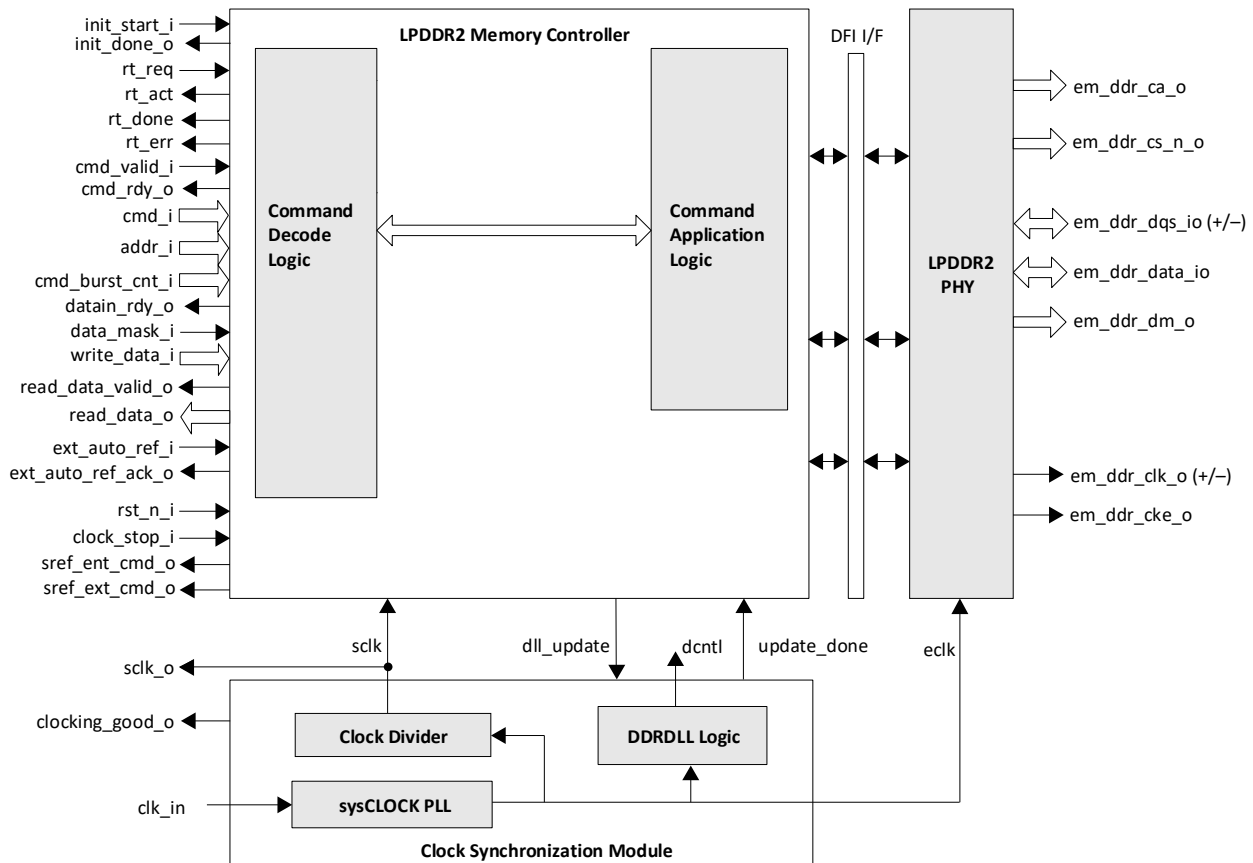 init_start_i
init_done_o
rt_req
rt_act
rt_done
rt_err
cmd_valid_i
cmd_rdy_o
cmd_i
addr_i
cmd_burst_cnt_i
datain_rdy_o
data_mask_i
write_data_i
read_data_valid_o
read_data_o
ext_auto_ref_i
ext_auto_ref_ack_o
rst_n_i
clock_stop_i
sref_ent_cmd_o
sref_ext_cmd_o
LPDDR2 Memory Controller
Command
Decode
Logic
Command
Application
Logic
DFI I/F
LPDDR2
PHY
em_ddr_ca_o
em_ddr_cs_n_o
em_ddr_dqs_io (+/–)
em_ddr_data_io
em_ddr_dm_o
em_ddr_clk_o (+/–)
em_ddr_cke_o
sclk
dll_update
dcntl
update_done
eclk
sclk_o
clocking_good_o
clk_in
Clock Divider
DDRDLL Logic
sysCLOCK PLL
Clock Synchronization Module